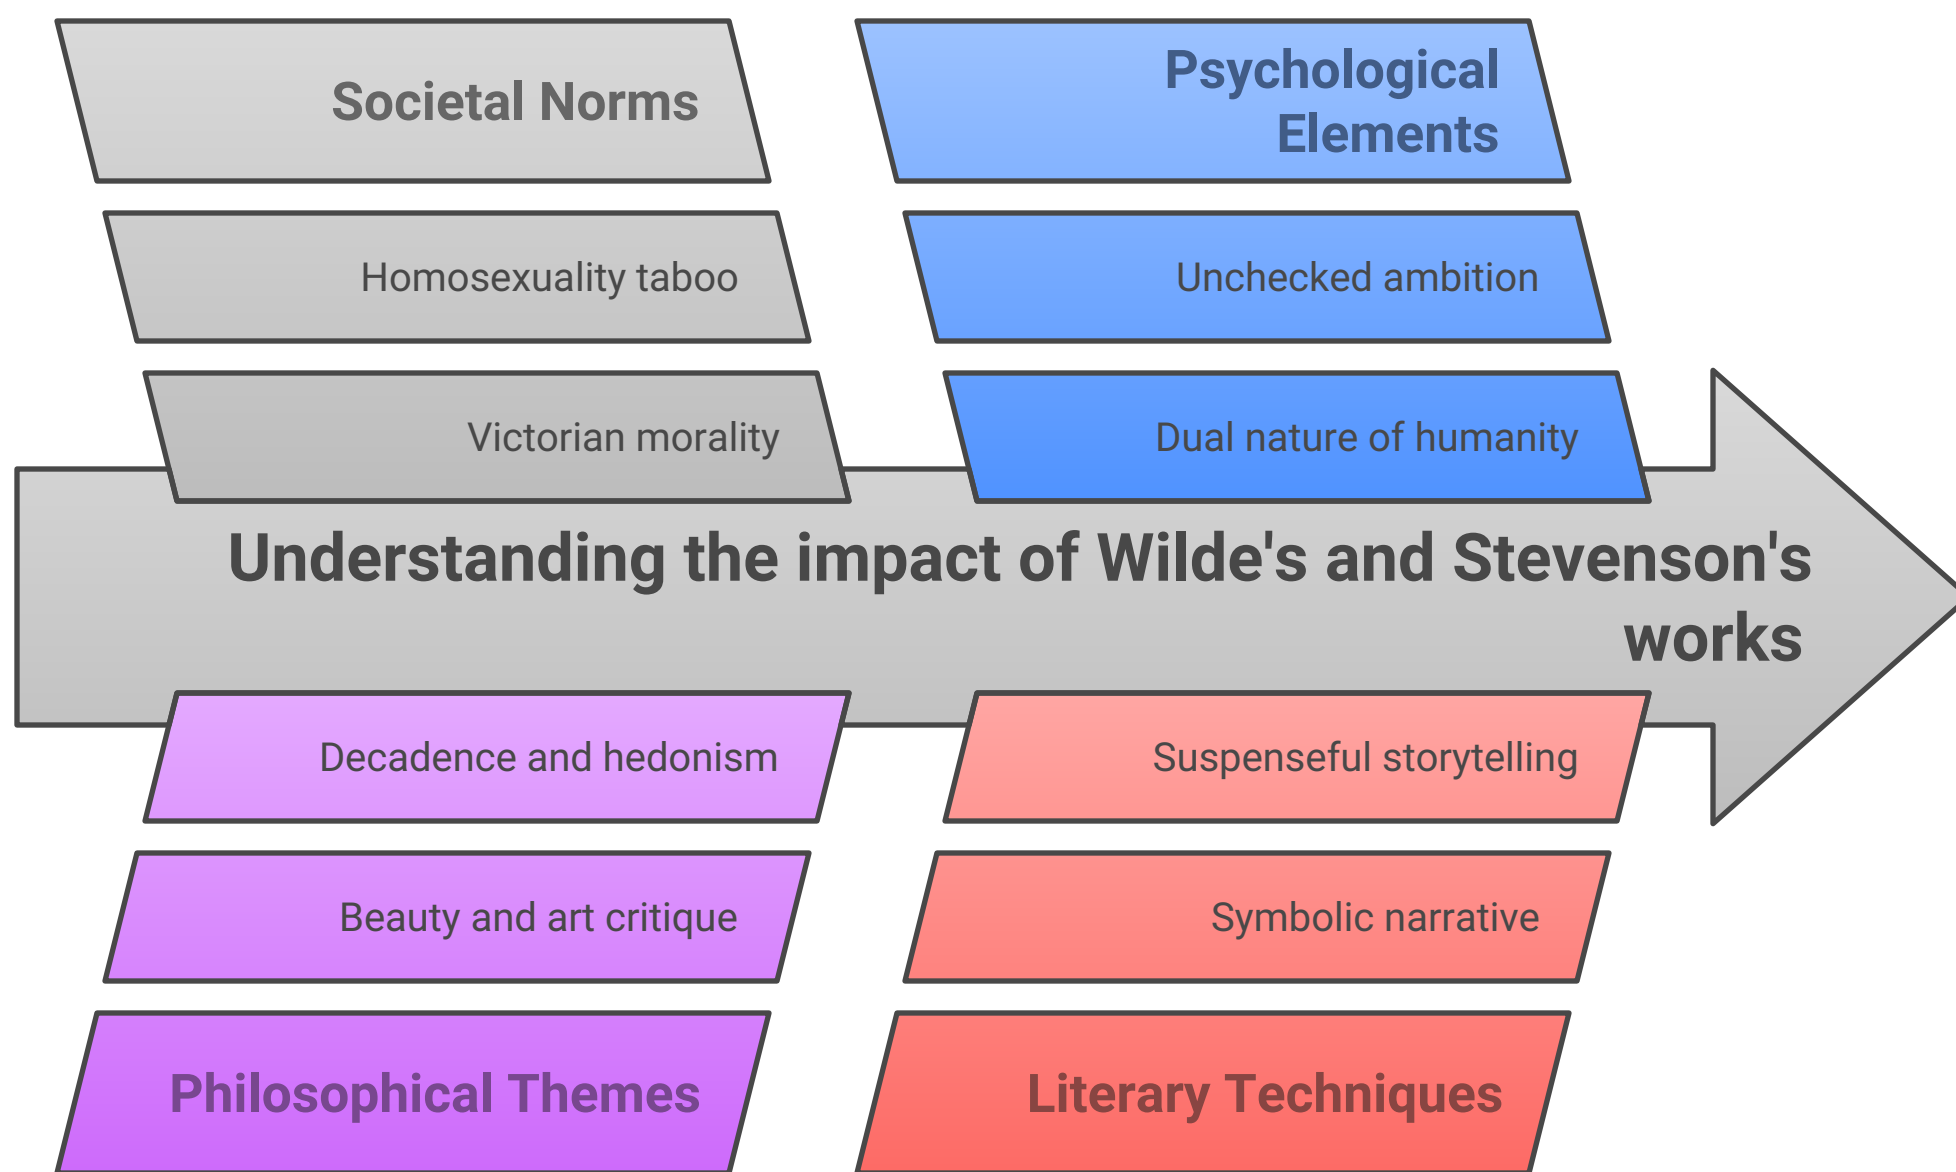 Societal Norms
Homosexuality taboo
Victorian morality
Psychological
Elements
Unchecked ambition
Dual nature of humanity
Understanding the impact of Wilde's and Stevenson's
works
Decadence and hedonism
Beauty and art critique
Philosophical Themes
Suspenseful storytelling
Symbolic narrative
Literary Techniques